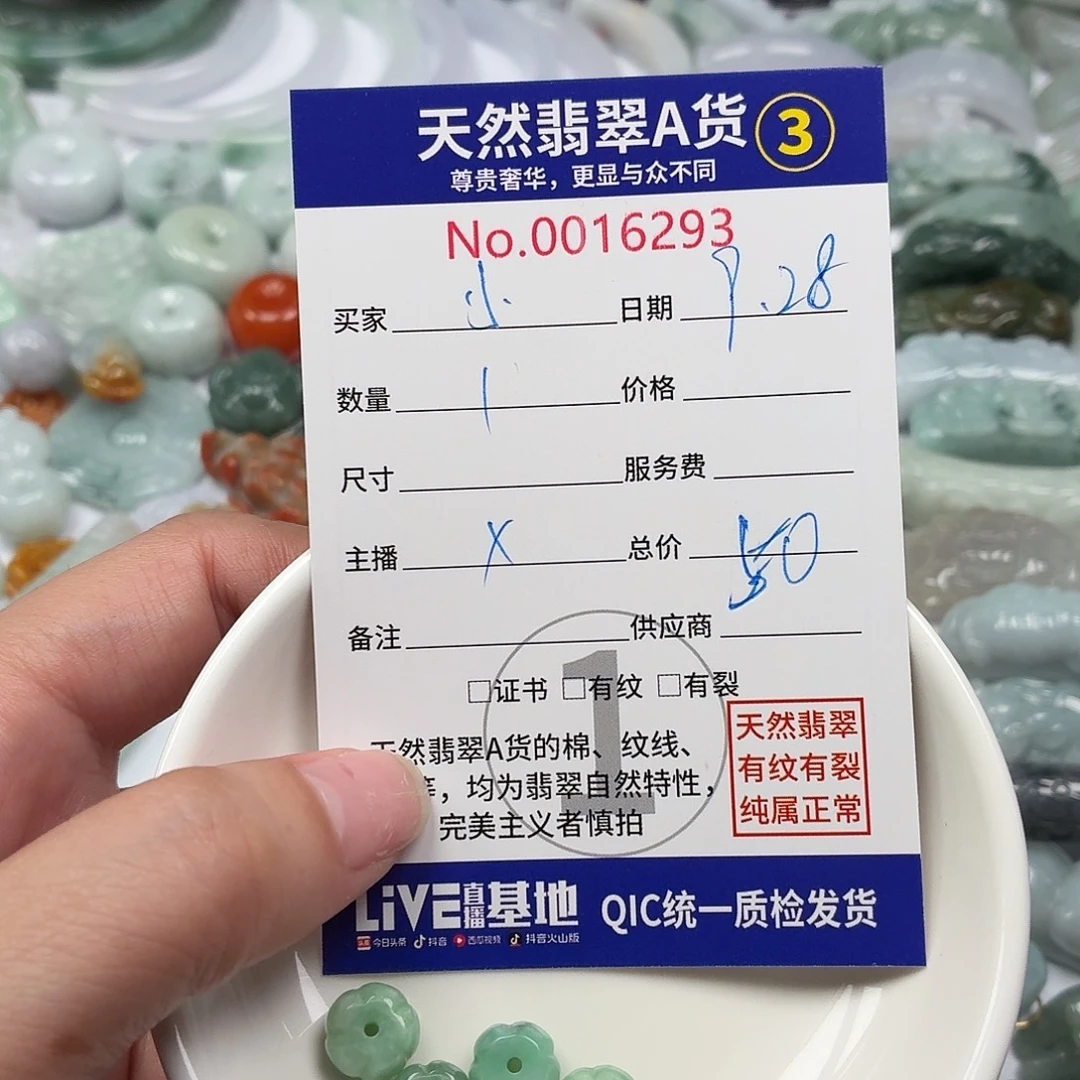 天然翡翠A货 3
尊贵奢华，更显与众不同
No.0016293
买家 小 日期 9.28
数量 1 价格
尺寸 服务费
主播 X 总价 50
备注 供应商
□证书 □有纹 □有裂
1
天然翡翠A货的棉、纹线、
等，均为翡翠自然特性，
完美主义者慎拍
天然翡翠
有纹有裂
纯属正常
LiVE直播基地 QIC统一质检发货
头条 今日头条 抖音 西瓜视频 抖音火山版